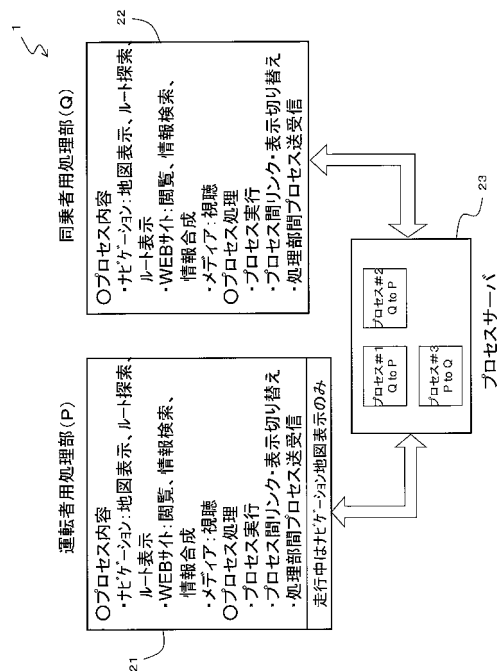 1
運転者用処理部(P)
21
○プロセス内容
・ナビゲーション:地図表示、ルート探索、
ルート表示
・WEBサイト:閲覧、情報検索、
情報合成
・メディア:視聴
○プロセス処理
・プロセス実行
・プロセス間リンク・表示切り替え
・処理部間プロセス送受信
走行中はナビゲーション地図表示のみ
同乗者用処理部(Q)
22
○プロセス内容
・ナビゲーション:地図表示、ルート探索、
ルート表示
・WEBサイト:閲覧、情報検索、
情報合成
・メディア:視聴
○プロセス処理
・プロセス実行
・プロセス間リンク・表示切り替え
・処理部間プロセス送受信
23
プロセス#1
Q to P
プロセス#2
Q to P
プロセス#3
P to Q
プロセスサーバ